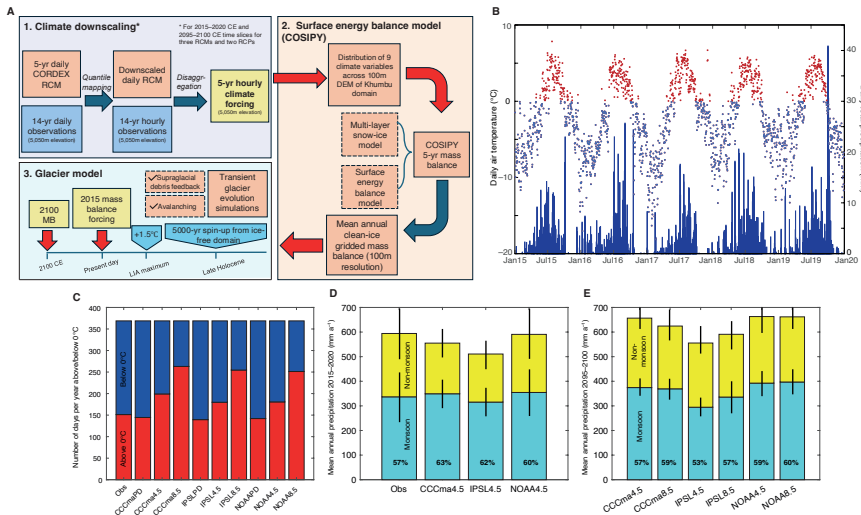 A
1. Climate downscaling*
* For 2015–2020 CE and
2095–2100 CE time slices for
three RCMs and two RCPs
5-yr daily
CORDEX
RCM
Quantile
mapping
Downscaled
daily RCM
Disaggr-
egation
5-yr hourly
climate
forcing
(5,050m elevation)
14-yr daily
observations
(5,050m elevation)
14-yr hourly
observations
(5,050m elevation)
2. Surface energy balance model
(COSIPY)
Distribution of 9
climate variables
across 100m
DEM of Khumbu
domain
Multi-layer
snow-ice
model
Surface
energy
balance
model
COSIPY
5-yr mass
balance
Mean annual
clean-ice
gridded mass
balance (100m
resolution)
3. Glacier model
Supraglacial
debris feedback
Avalanching
Transient
glacier
evolution
simulations
2100
MB
2015 mass
balance
forcing
+1.5°C
5000-yr spin-up from ice-
free domain
2100 CE
Present day
LIA maximum
Late Holocene
B
Daily air temperature (°C)
10
5
0
−5
−10
−20
40
30
20
10
0
Jan15
Jul15
Jan16
Jul16
Jan17
Jul17
Jan18
Jul18
Jan19
Jul19
Jan20
C
Number of days per year above/below 0°C
400
350
300
250
200
150
100
50
0
Below 0°C
Above 0°C
Obs
CCCmaPD
CCCma4.5
CCCma8.5
IPSLPD
IPSL4.5
IPSL8.5
NOAAPD
NOAA4.5
NOAA8.5
D
Mean annual precipitation 2015–2020 (mm a⁻¹)
700
600
500
400
300
200
100
0
Non-monsoon
Monsoon
57%
63%
62%
60%
Obs
CCCma4.5
IPSL4.5
NOAA4.5
E
Mean annual precipitation 2095–2100 (mm a⁻¹)
700
600
500
400
300
200
100
0
Non-
monsoon
Monsoon
57%
59%
53%
57%
59%
60%
CCCma4.5
CCCma8.5
IPSL4.5
IPSL8.5
NOAA4.5
NOAA8.5